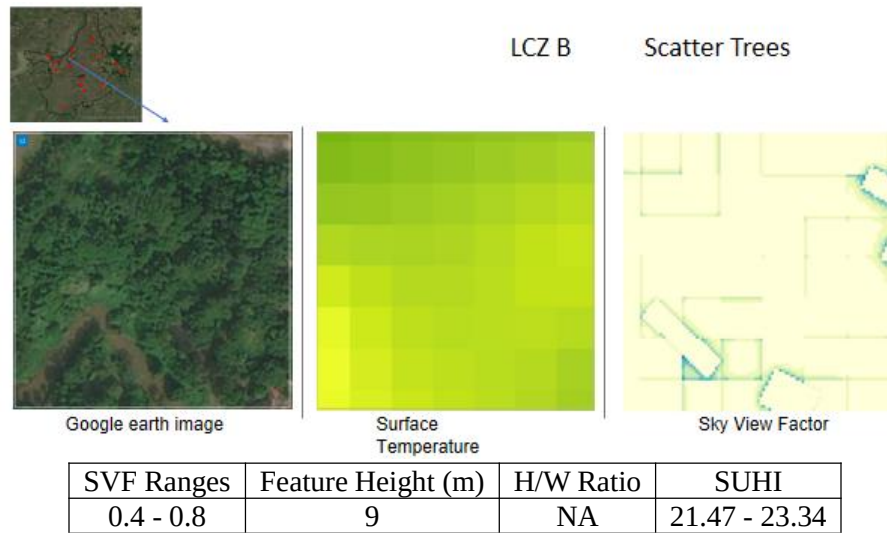 LCZ B Scatter Trees
Google earth image
Surface
Temperature
Sky View Factor
SVF Ranges Feature Height (m) H/W Ratio SUHI
0.4 - 0.8 9 NA 21.47 - 23.34